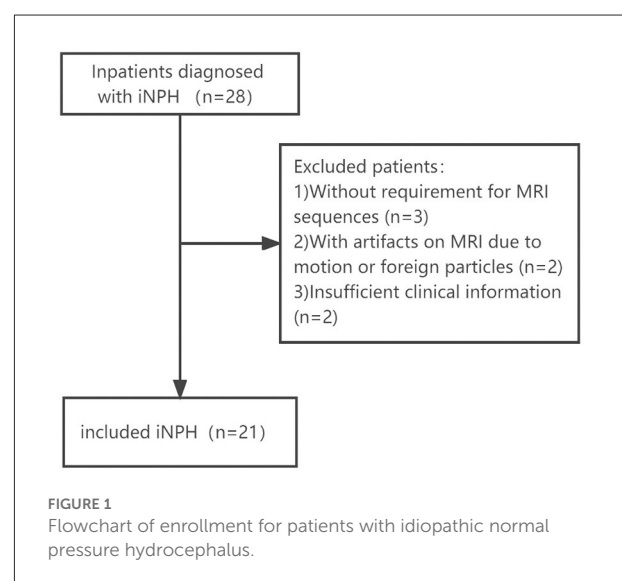 Inpatients diagnosed
with iNPH （n=28）
Excluded patients：
1)Without requirement for MRI
sequences (n=3)
2)With artifacts on MRI due to
motion or foreign particles (n=2)
3)Insufficient clinical information
(n=2)
included iNPH（n=21）
FIGURE 1
Flowchart of enrollment for patients with idiopathic normal
pressure hydrocephalus.